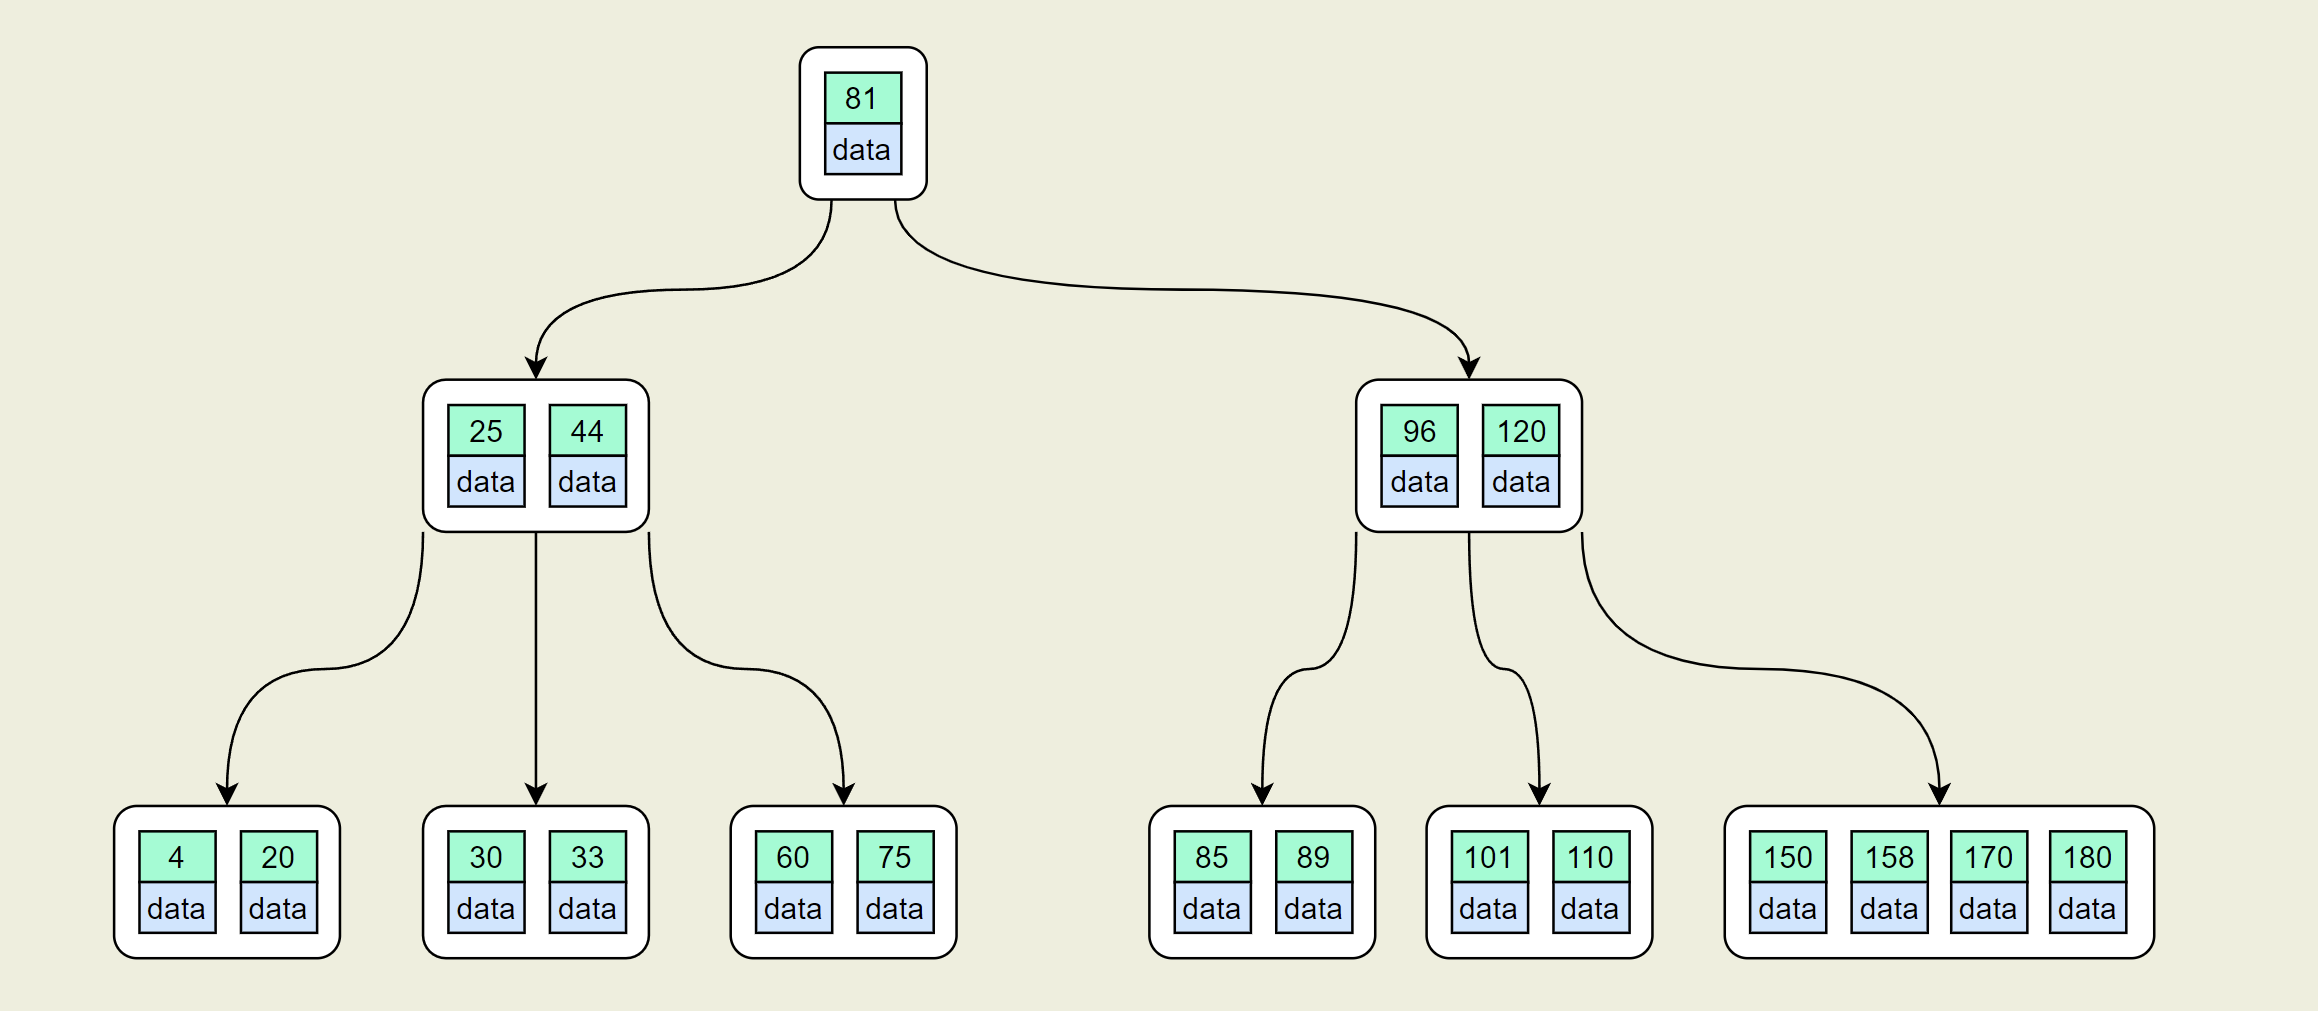 81
data
25 44
data data
96 120
data data
4 20
data data
30 33
data data
60 75
data data
85 89
data data
101 110
data data
150 158 170 180
data data data data